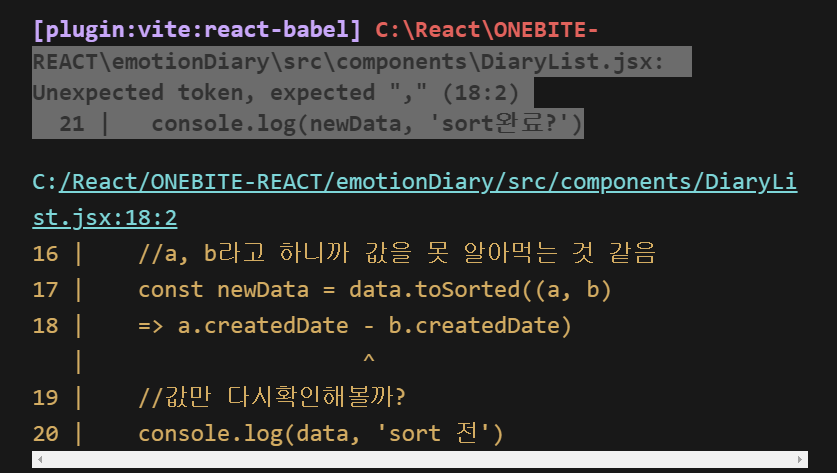 [plugin:vite:react-babel] C:\React\ONEBITE-
REACT\emotionDiary\src\components\DiaryList.jsx:
Unexpected token, expected "," (18:2)
21 |   console.log(newData, 'sort완료?')
C:/React/ONEBITE-REACT/emotionDiary/src/components/DiaryLi
st.jsx:18:2
16 |    //a, b라고 하니까 값을 못 알아먹는 것 같음
17 |    const newData = data.toSorted((a, b)
18 |    => a.createdDate - b.createdDate)
|                     ^
19 |    //값만 다시확인해볼까?
20 |    console.log(data, 'sort 전')